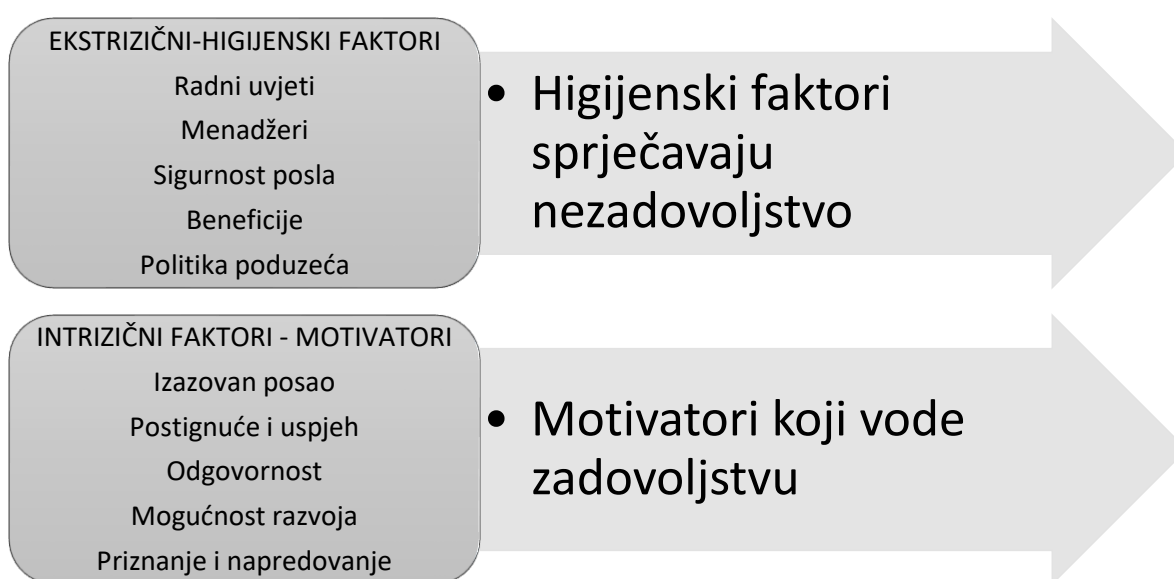 EKSTRIZIČNI-HIGIJENSKI FAKTORI
Radni uvjeti
Menadžeri
Sigurnost posla
Beneficije
Politika poduzeća
• Higijenski faktori
sprječavaju
nezadovoljstvo
INTRIZIČNI FAKTORI - MOTIVATORI
Izazovan posao
Postignuće i uspjeh
Odgovornost
Mogućnost razvoja
Priznanje i napredovanje
• Motivatori koji vode
zadovoljstvu